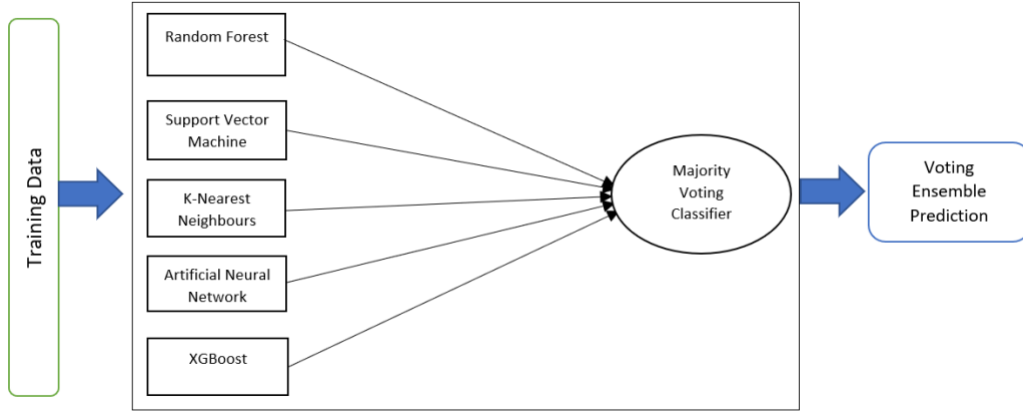 Training Data
Random Forest
Support Vector
Machine
K-Nearest
Neighbours
Artificial Neural
Network
XGBoost
Majority
Voting
Classifier
Voting
Ensemble
Prediction